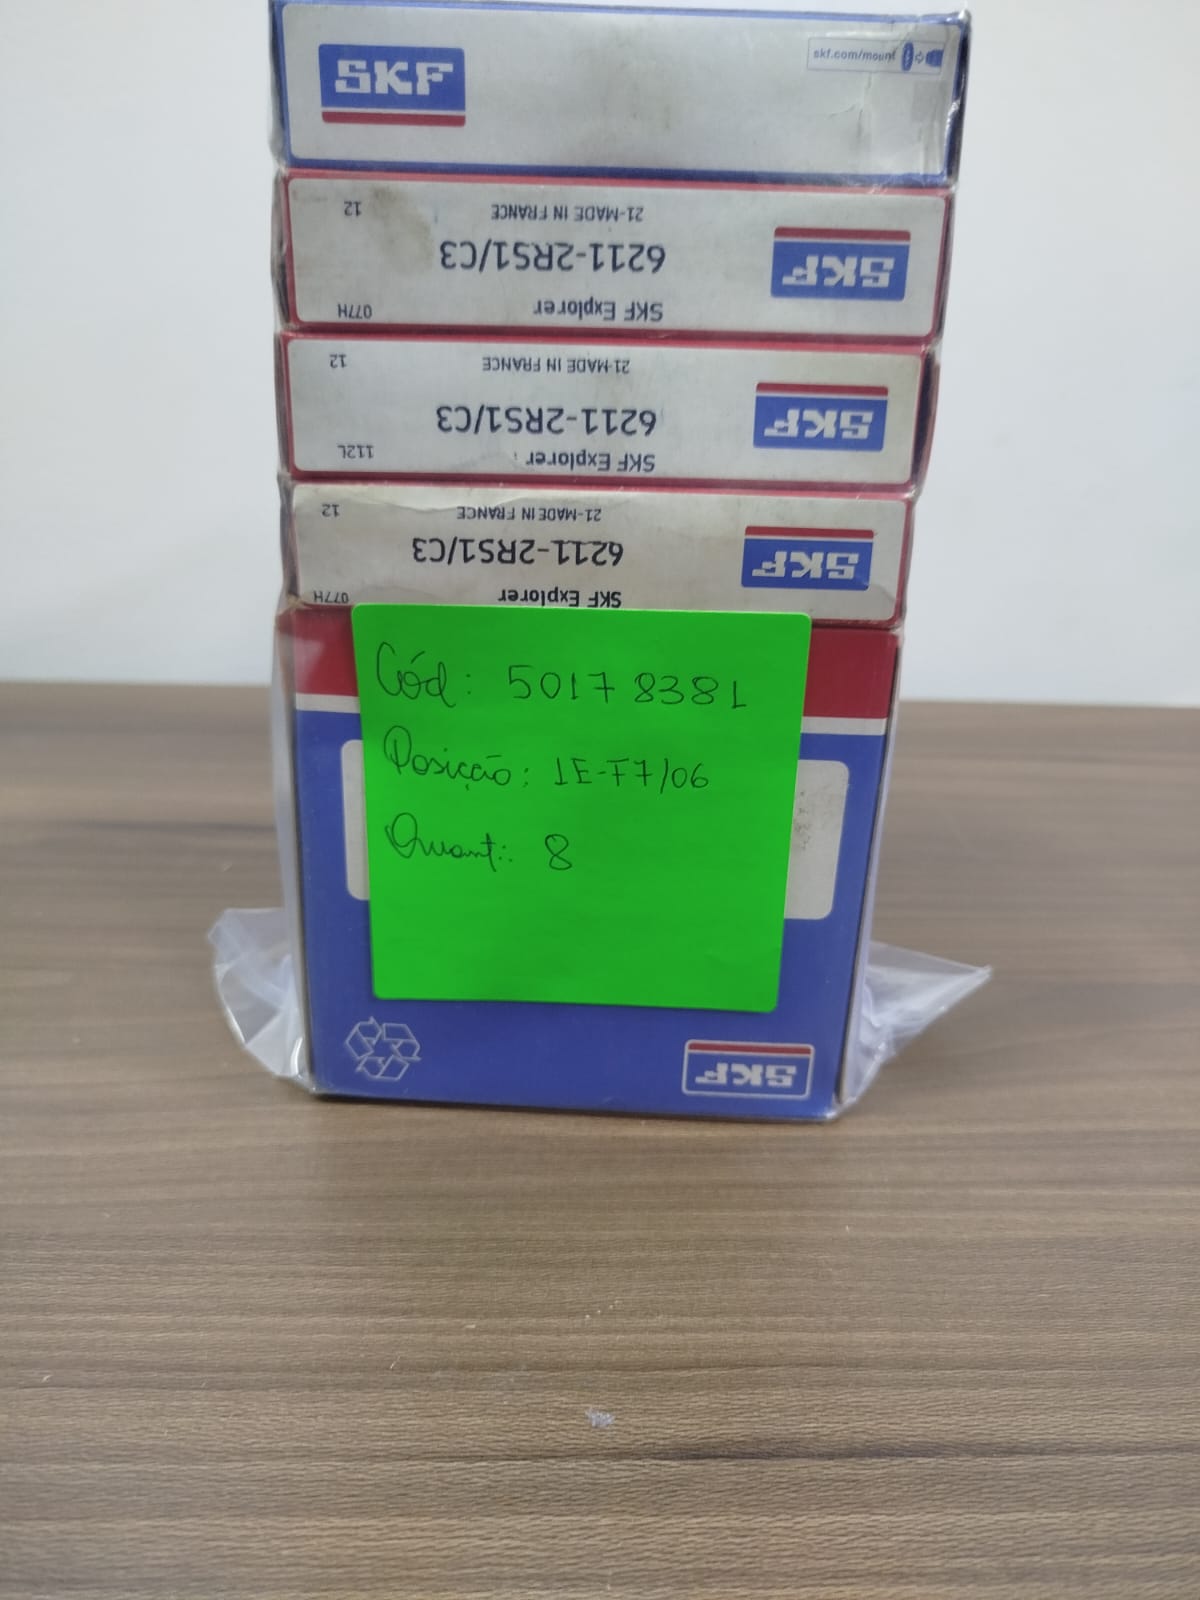 SKF
skf.com/mount
12
21-MADE IN FRANCE
6211-2RS1/C3
SKF
077H
SKF Explorer
12
21-MADE IN FRANCE
6211-2RS1/C3
SKF
112L
SKF Explorer
12
21-MADE IN FRANCE
6211-2RS1/C3
SKF
077H
SKF Explorer
Cód: 50178381
Posição: 1E-F7/06
Quant: 8
SKF